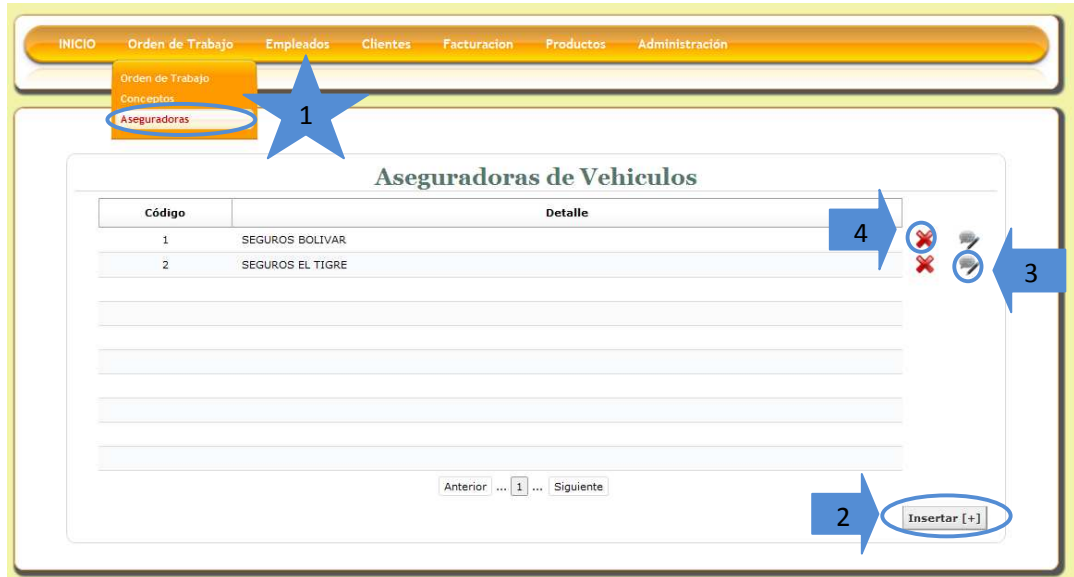 INICIO Orden de Trabajo Empleados Clientes Facturacion Productos Administración
Orden de Trabajo
Conceptos
Aseguradoras
1
Aseguradoras de Vehiculos
Código Detalle
1 SEGUROS BOLIVAR
4
2 SEGUROS EL TIGRE
3
Anterior ... 1 ... Siguiente
2
Insertar [+]